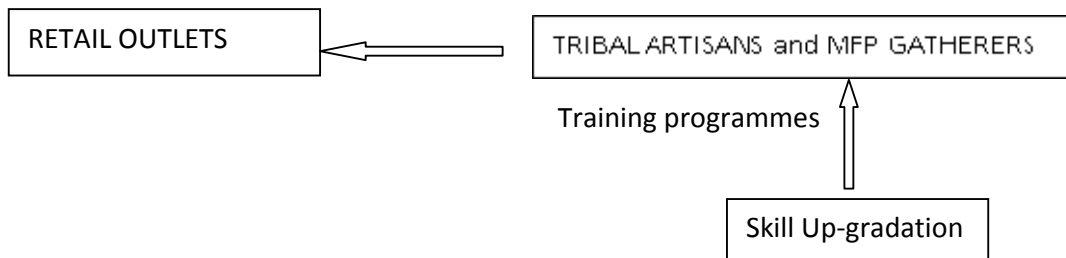 RETAIL OUTLETS
TRIBAL ARTISANS and MFP GATHERERS
Training programmes
Skill Up-gradation